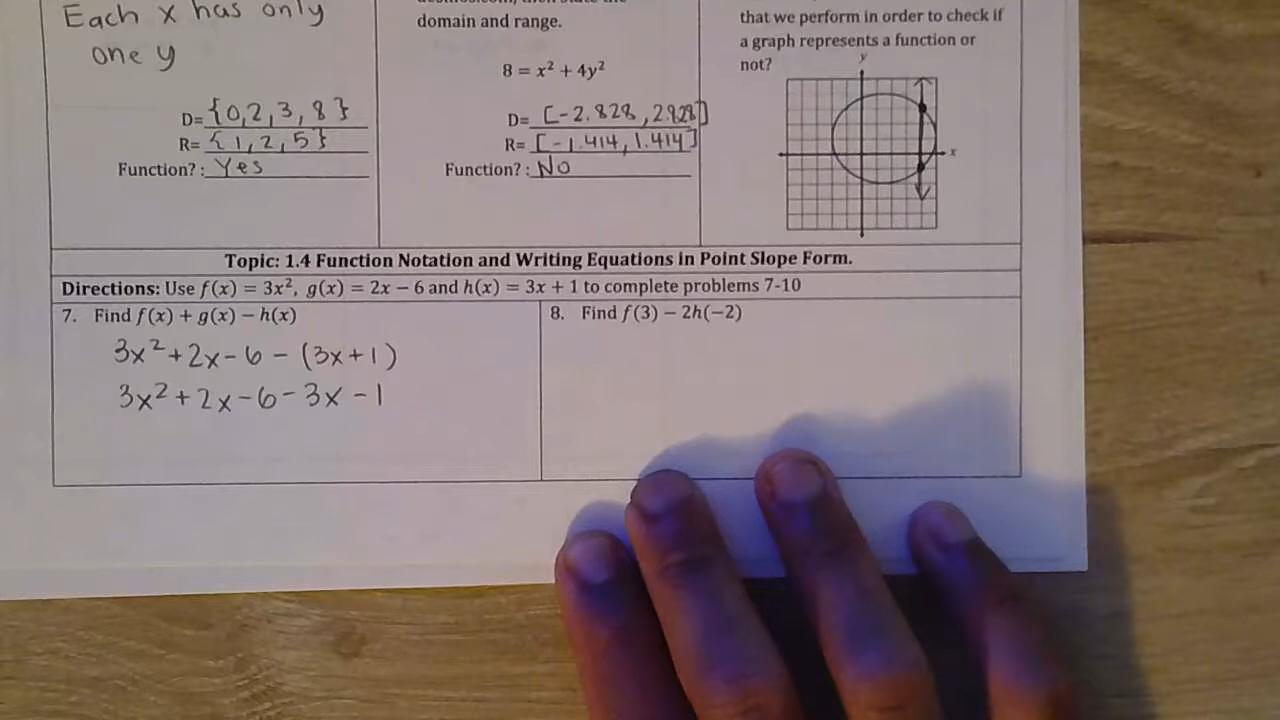 Each x has only
one y
D= {0,2,3,8}
R= {1,2,5}
Function? : Yes
domain and range.
8 = x² + 4y²
D= [-2.828, 2.828]
R= [-1.414, 1.414]
Function? : No
that we perform in order to check if
a graph represents a function or
not?
y
x
Topic: 1.4 Function Notation and Writing Equations in Point Slope Form.
Directions: Use f(x) = 3x², g(x) = 2x − 6 and h(x) = 3x + 1 to complete problems 7-10
7. Find f(x) + g(x) − h(x)
3x² + 2x - 6 - (3x + 1)
3x² + 2x - 6 - 3x - 1
8. Find f(3) − 2h(−2)